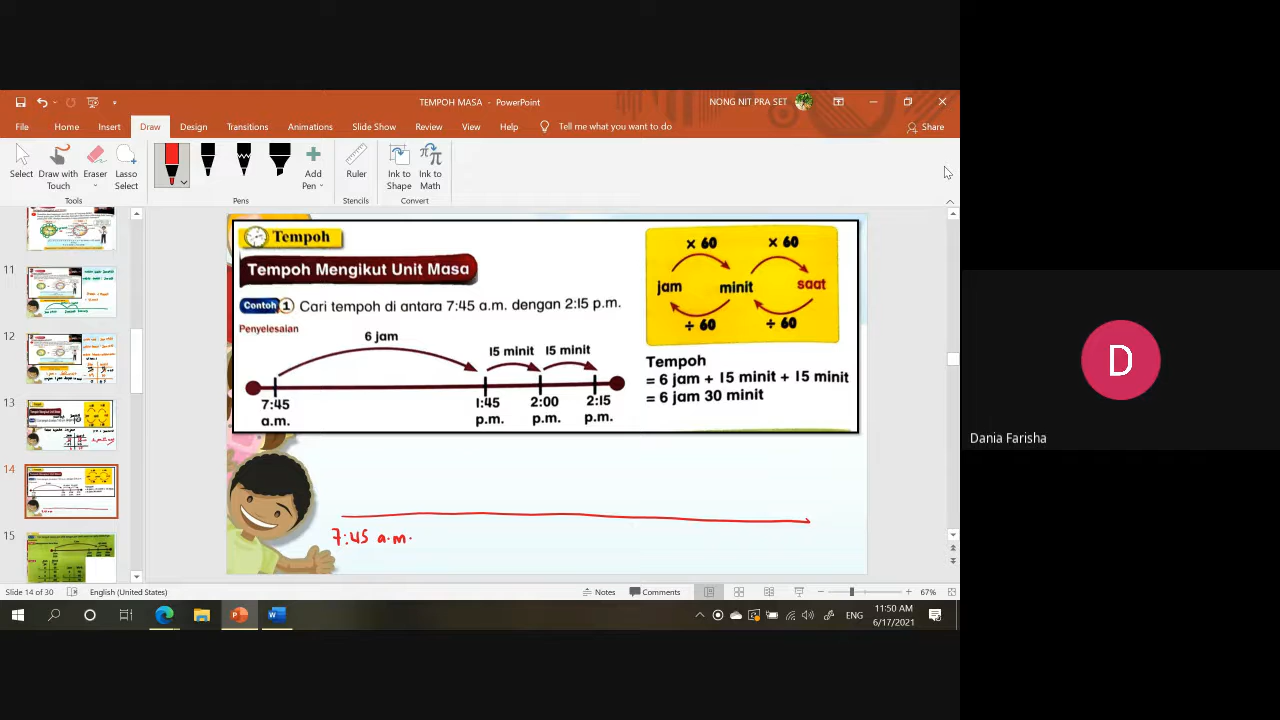 TEMPOH MASA - PowerPoint
NONG NIT PRA SET
File Home Insert Draw Design Transitions Animations Slide Show Review View Help Tell me what you want to do Share
Select Draw with Touch Eraser Lasso Select Add Pen Ruler Ink to Shape Ink to Math
Tools Pens Stencils Convert
11
12
13
14
15
Tempoh
Tempoh Mengikut Unit Masa
Contoh 1 Cari tempoh di antara 7:45 a.m. dengan 2:15 p.m.
Penyelesaian
6 jam
15 minit 15 minit
7:45 a.m.
1:45 p.m.
2:00 p.m.
2:15 p.m.
× 60 × 60
jam minit saat
÷ 60 ÷ 60
Tempoh
= 6 jam + 15 minit + 15 minit
= 6 jam 30 minit
7:45 a.m.
D
Dania Farisha
Slide 14 of 30 English (United States) Notes Comments 67%
ENG 11:50 AM
6/17/2021